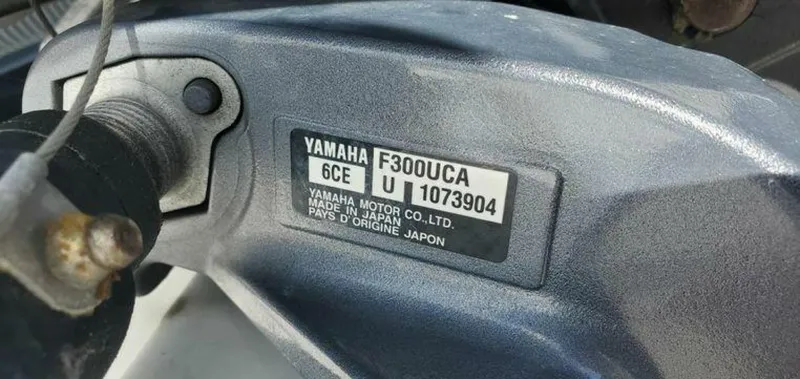 YAMAHA F300UCA
6CE U 1073904
YAMAHA MOTOR CO.,LTD.
MADE IN JAPAN
PAYS D'ORIGINE JAPON